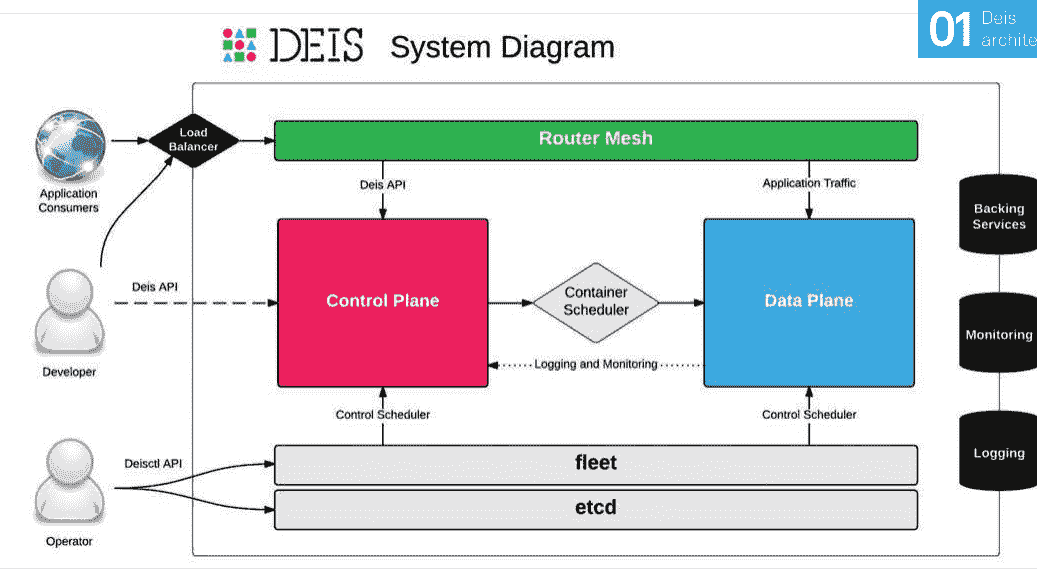 DEIS System Diagram
01 Deis
archite
Load
Balancer
Router Mesh
Application
Consumers
Deis API
Application Traffic
Backing
Services
Deis API
Control Plane
Container
Scheduler
Data Plane
Monitoring
Developer
Logging and Monitoring
Control Scheduler
Control Scheduler
Deisctl API
fleet
Logging
etcd
Operator